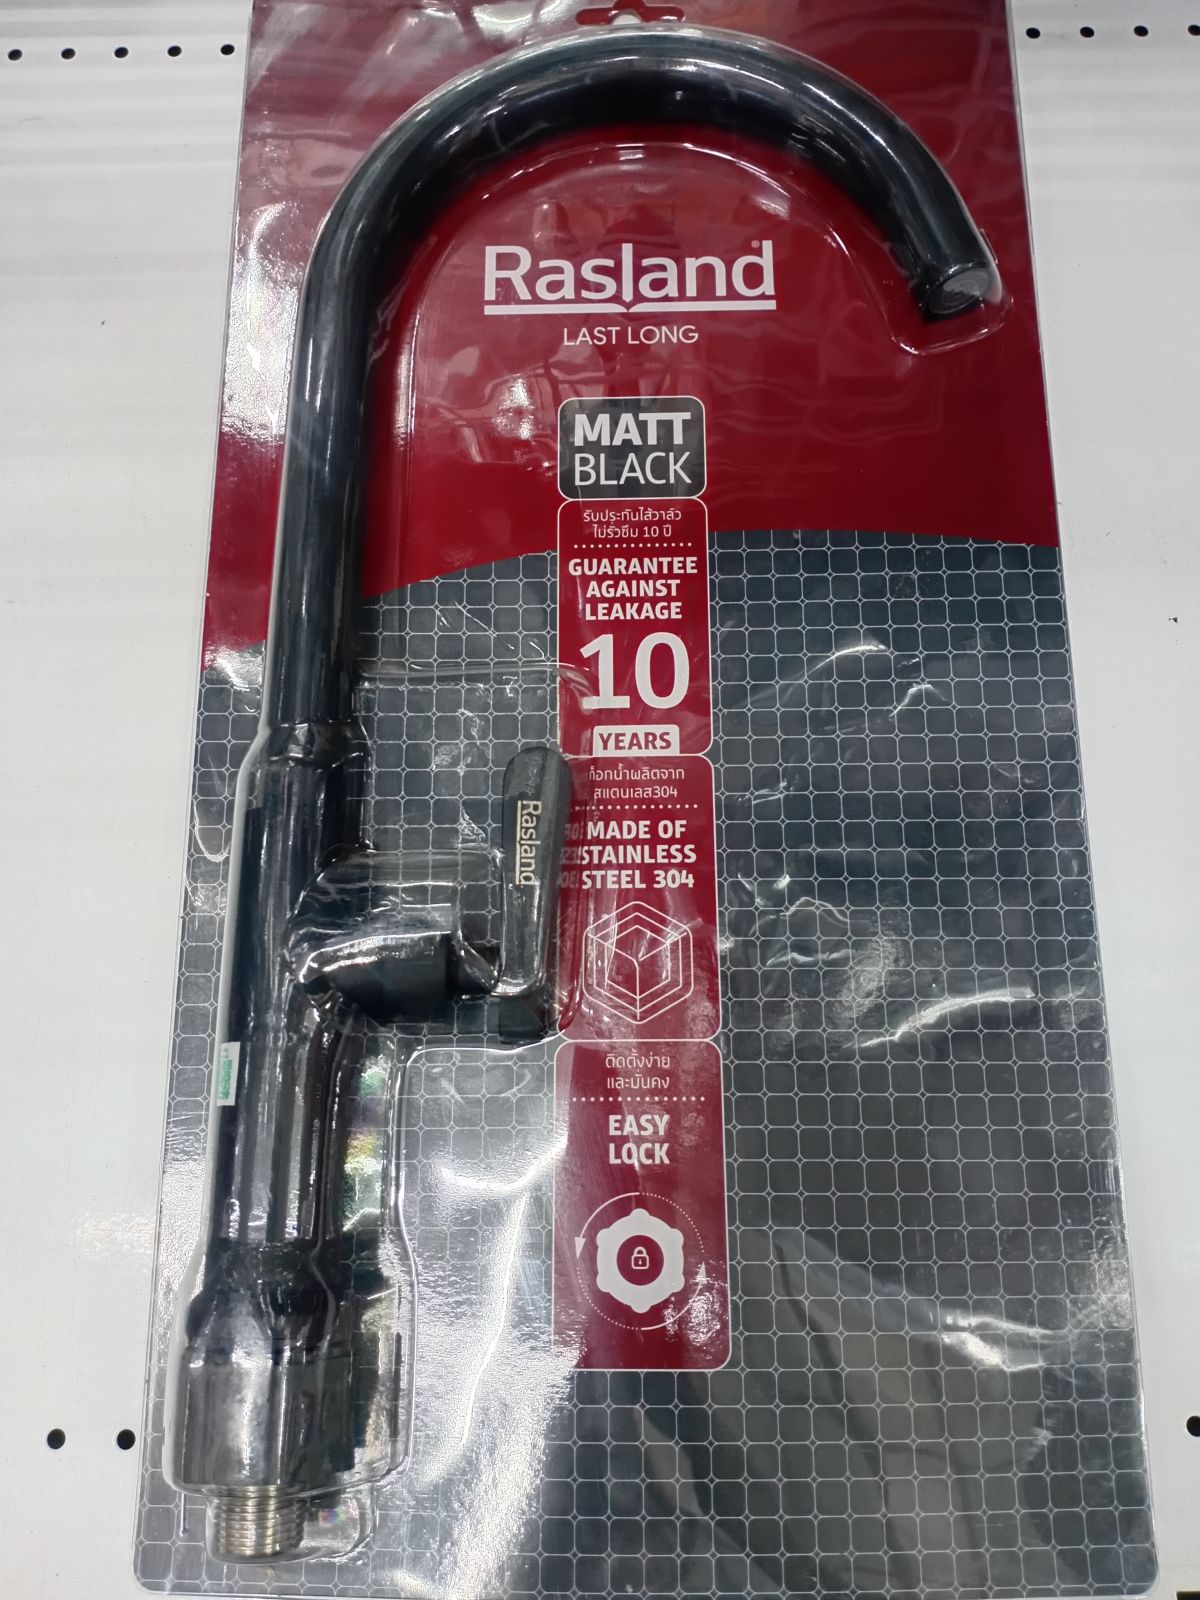 Rasland®
LAST LONG
MATT
BLACK
รับประกันไส้วาล์ว
ไม่รั่วซึม 10 ปี
GUARANTEE
AGAINST
LEAKAGE
10
YEARS
ก๊อกน้ำผลิตจาก
สแตนเลส304
MADE OF
STAINLESS
STEEL 304
Rasland
ติดตั้งง่าย
และมั่นคง
EASY
LOCK